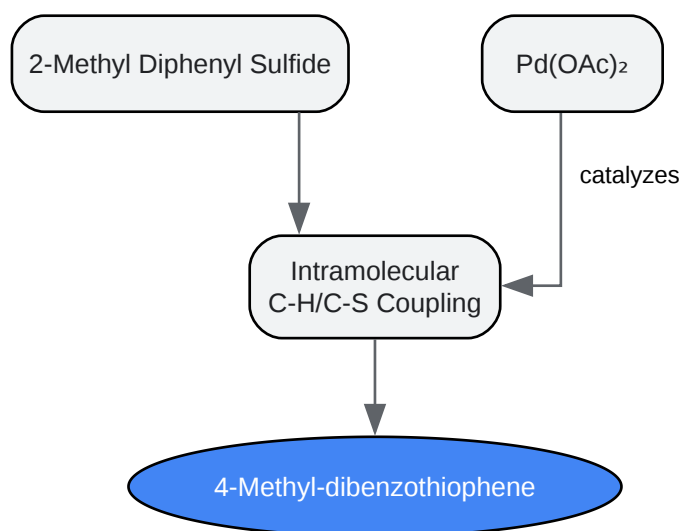 2-Methyl Diphenyl Sulfide
Pd(OAc)₂
catalyzes
Intramolecular
C-H/C-S Coupling
4-Methyl-dibenzothiophene